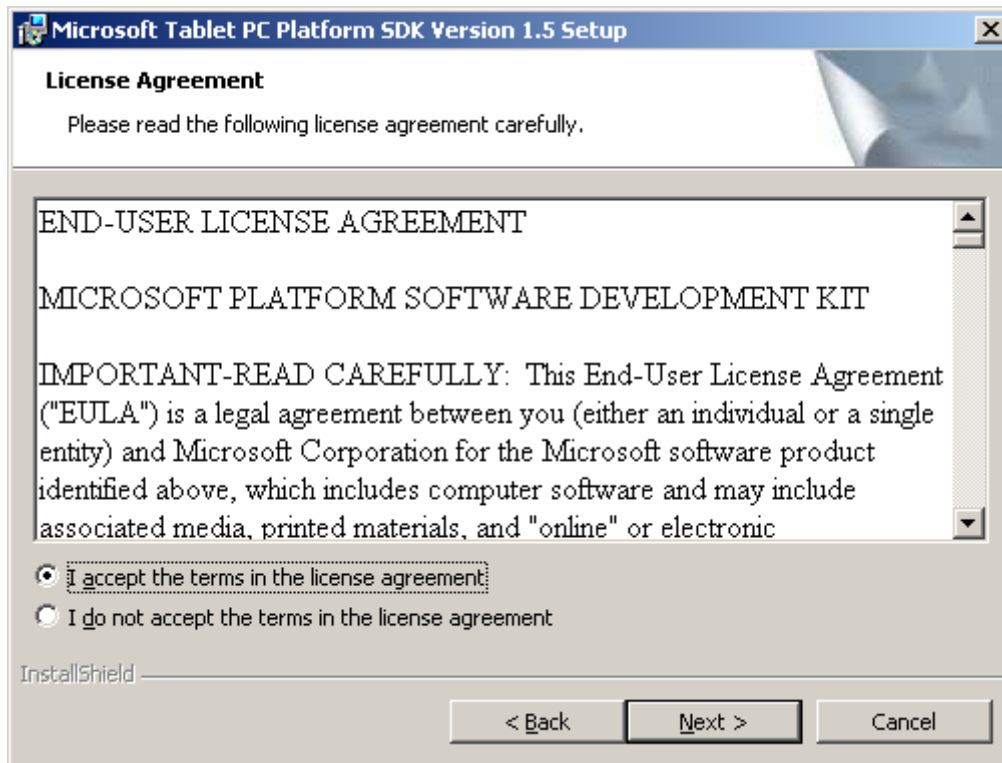 Microsoft Tablet PC Platform SDK Version 1.5 Setup
License Agreement
Please read the following license agreement carefully.
END-USER LICENSE AGREEMENT
MICROSOFT PLATFORM SOFTWARE DEVELOPMENT KIT
IMPORTANT-READ CAREFULLY:  This End-User License Agreement
("EULA") is a legal agreement between you (either an individual or a single
entity) and Microsoft Corporation for the Microsoft software product
identified above, which includes computer software and may include
associated media, printed materials, and "online" or electronic
I accept the terms in the license agreement
I do not accept the terms in the license agreement
InstallShield
< Back Next > Cancel